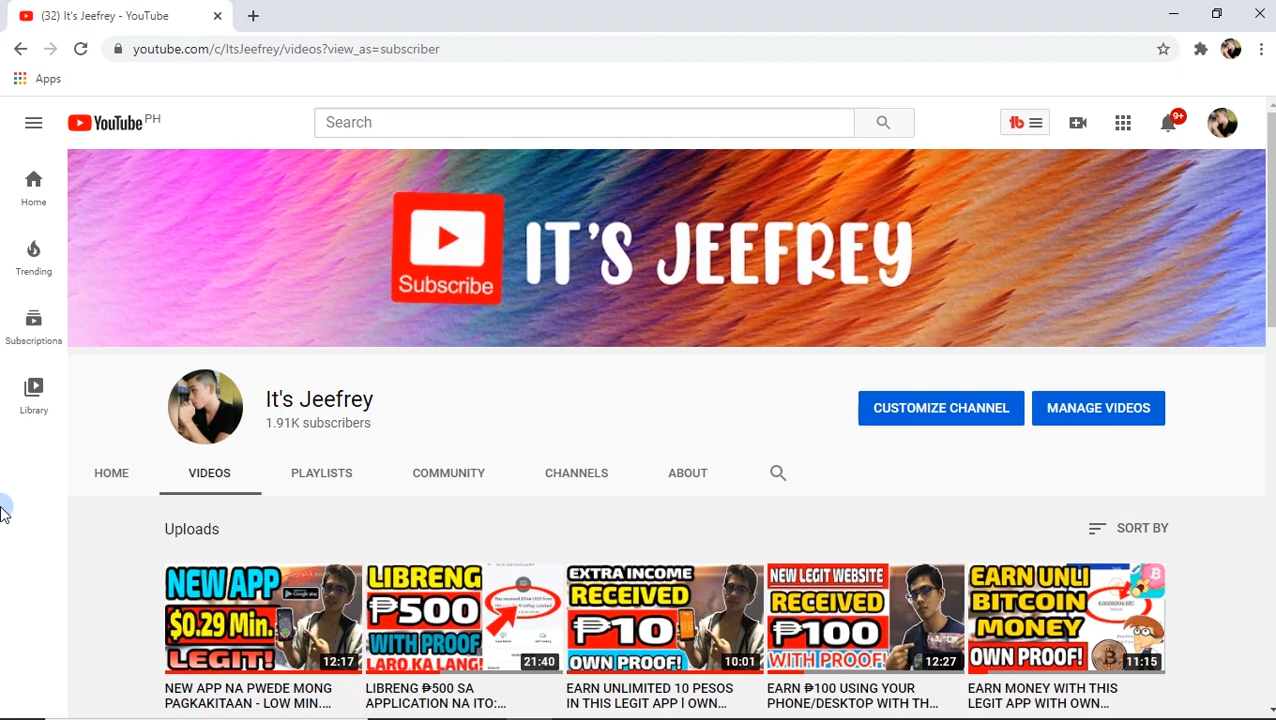 (32) It's Jeefrey - YouTube
youtube.com/c/ItsJeefrey/videos?view_as=subscriber
Apps
YouTube PH
Search
9+
Home
Trending
Subscriptions
Library
Subscribe
IT'S JEEFREY
It's Jeefrey
1.91K subscribers
CUSTOMIZE CHANNEL
MANAGE VIDEOS
HOME VIDEOS PLAYLISTS COMMUNITY CHANNELS ABOUT
Uploads
SORT BY
NEW APP
Google play
$0.29 Min.
LEGIT!
12:17
NEW APP NA PWEDE MONG
PAGKAKITAAN - LOW MIN....
LIBRENG
₱500
WITH PROOF
LARO KA LANG!
21:40
LIBRENG ₱500 SA
APPLICATION NA ITO:...
EXTRA INCOME
RECEIVED
₱10
OWN PROOF!
10:01
EARN UNLIMITED 10 PESOS
IN THIS LEGIT APP l OWN...
NEW LEGIT WEBSITE
RECEIVED
₱100
WITH PROOF!
12:27
EARN ₱100 USING YOUR
PHONE/DESKTOP WITH TH...
EARN UNLI
BITCOIN
MONEY
OWN PROOF!
11:15
EARN MONEY WITH THIS
LEGIT APP WITH OWN...